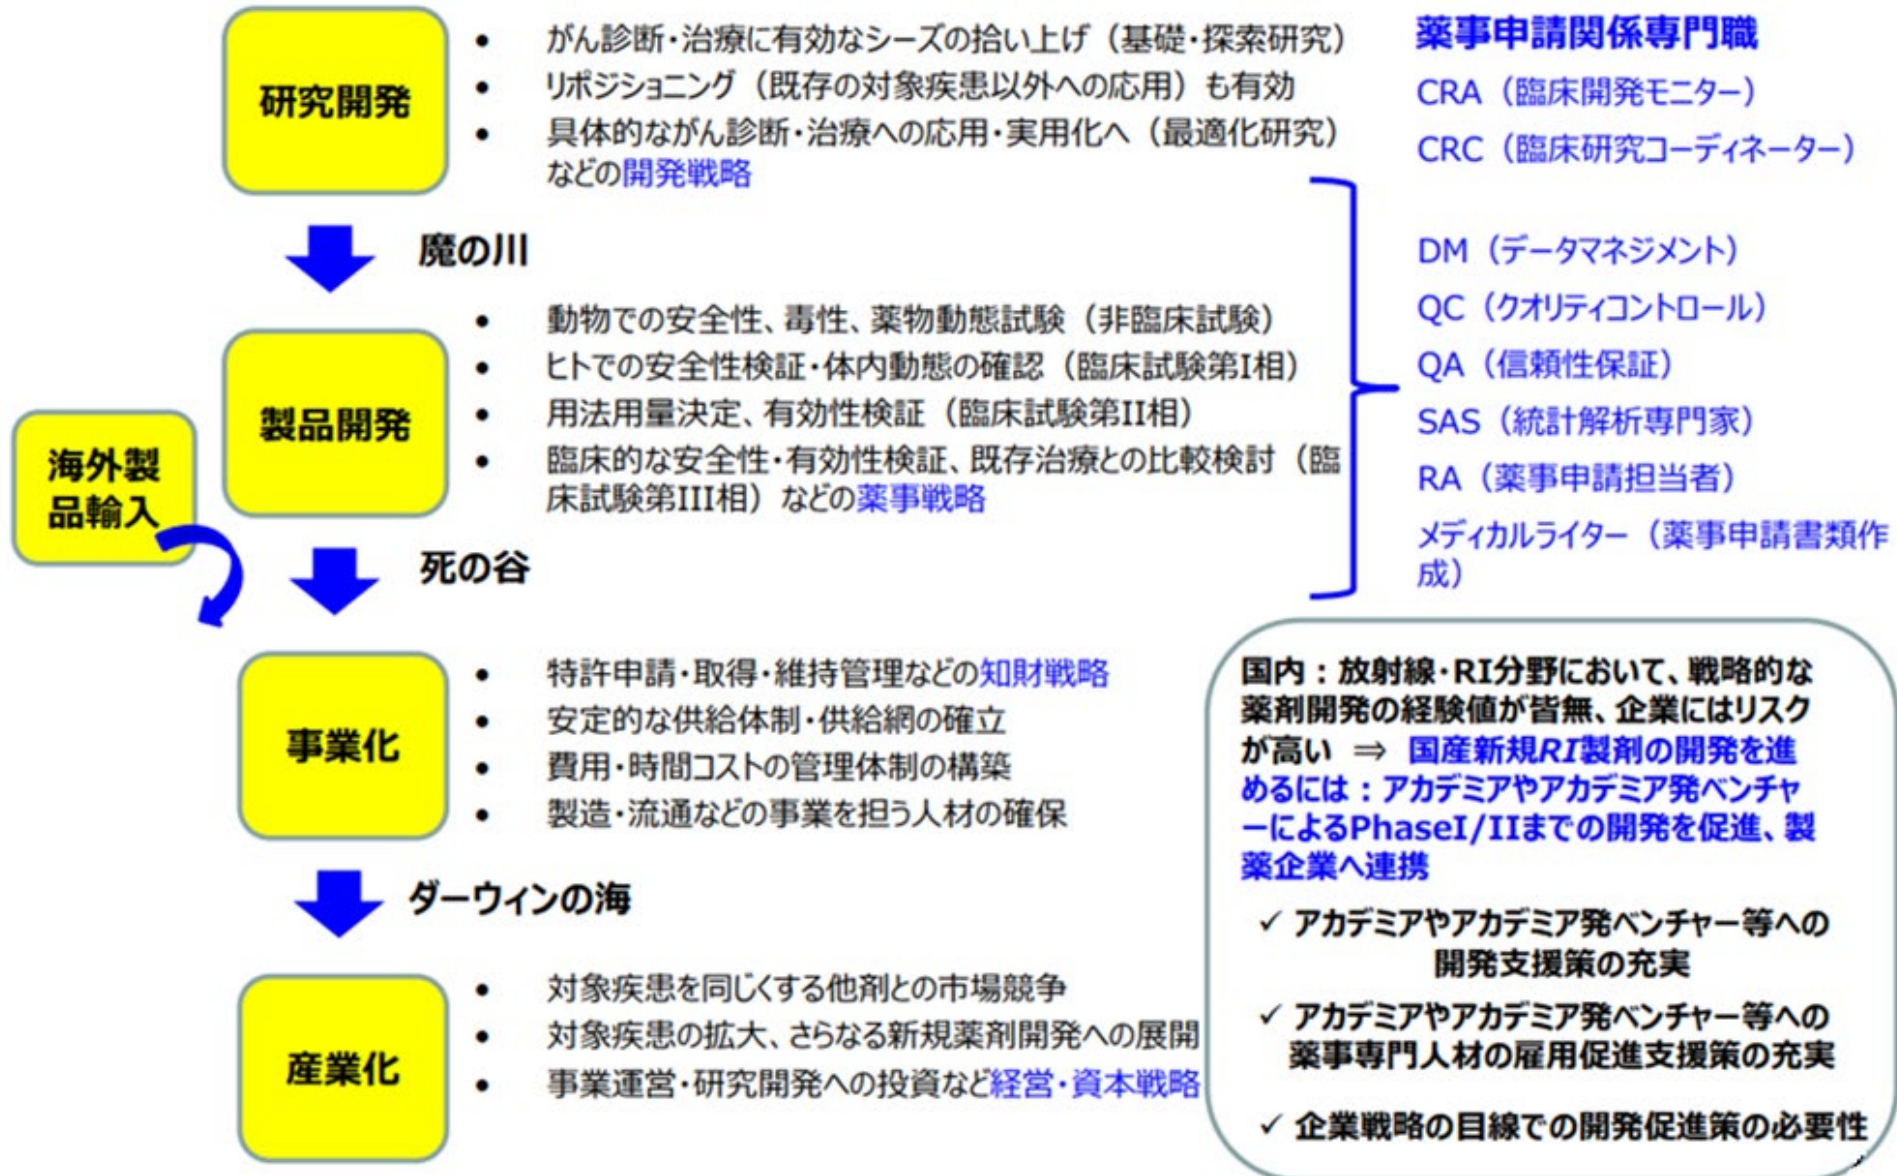 研究開発
• がん診断・治療に有効なシーズの拾い上げ（基礎・探索研究）
• リポジショニング（既存の対象疾患以外への応用）も有効
• 具体的ながん診断・治療への応用・実用化へ（最適化研究）
などの開発戦略
魔の川
製品開発
• 動物での安全性、毒性、薬物動態試験（非臨床試験）
• ヒトでの安全性検証・体内動態の確認（臨床試験第I相）
• 用法用量決定、有効性検証（臨床試験第II相）
• 臨床的な安全性・有効性検証、既存治療との比較検討（臨
床試験第III相）などの薬事戦略
海外製
品輸入
死の谷
事業化
• 特許申請・取得・維持管理などの知財戦略
• 安定的な供給体制・供給網の確立
• 費用・時間コストの管理体制の構築
• 製造・流通などの事業を担う人材の確保
ダーウィンの海
産業化
• 対象疾患を同じくする他剤との市場競争
• 対象疾患の拡大、さらなる新規薬剤開発への展開
• 事業運営・研究開発への投資など経営・資本戦略
薬事申請関係専門職
CRA（臨床開発モニター）
CRC（臨床研究コーディネーター）
DM（データマネジメント）
QC（クオリティコントロール）
QA（信頼性保証）
SAS（統計解析専門家）
RA（薬事申請担当者）
メディカルライター（薬事申請書類作
成）
国内：放射線・RI分野において、戦略的な
薬剤開発の経験値が皆無、企業にはリスク
が高い ⇒ 国産新規RI製剤の開発を進
めるには：アカデミアやアカデミア発ベンチャ
ーによるPhaseI/IIまでの開発を促進、製
薬企業へ連携
✓ アカデミアやアカデミア発ベンチャー等への
開発支援策の充実
✓ アカデミアやアカデミア発ベンチャー等への
薬事専門人材の雇用促進支援策の充実
✓ 企業戦略の目線での開発促進策の必要性